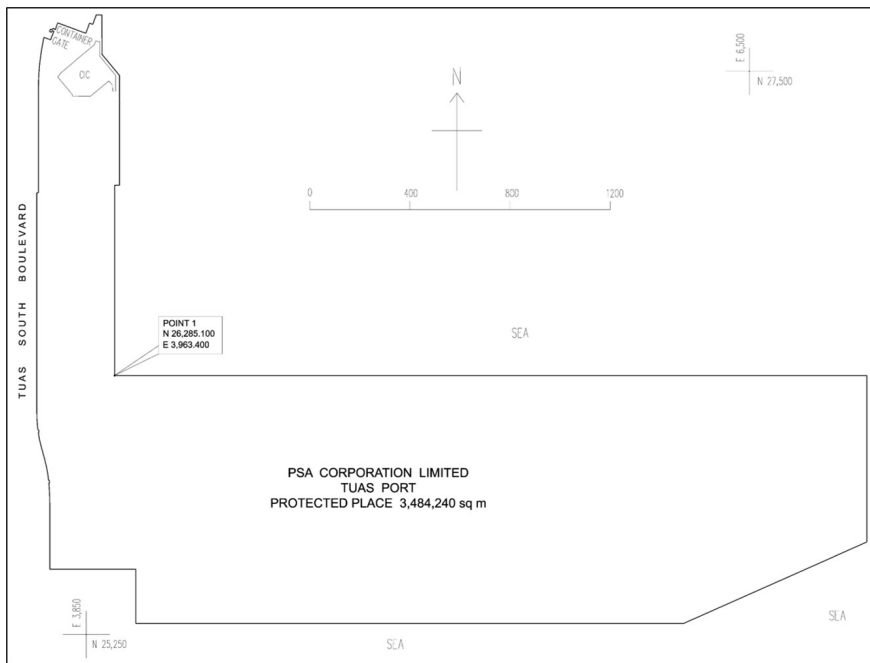 CONTAINER
GATE
CIC
E 6,500
N 27,500
N
0 400 800 1200
TUAS SOUTH BOULEVARD
POINT 1
N 26,285.100
E 3,963.400
SEA
PSA CORPORATION LIMITED
TUAS PORT
PROTECTED PLACE 3,484,240 sq m
E 3,850
N 25,250
SEA
SEA